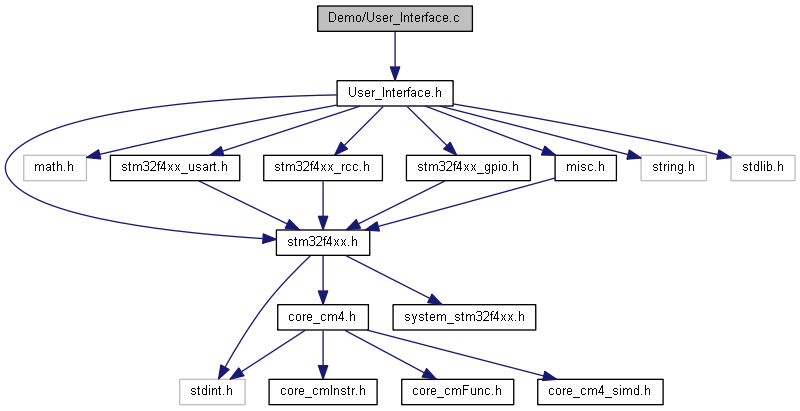 Demo/User_Interface.c
User_Interface.h
math.h
stm32f4xx_usart.h
stm32f4xx_rcc.h
stm32f4xx_gpio.h
misc.h
string.h
stdlib.h
stm32f4xx.h
core_cm4.h
system_stm32f4xx.h
stdint.h
core_cmInstr.h
core_cmFunc.h
core_cm4_simd.h